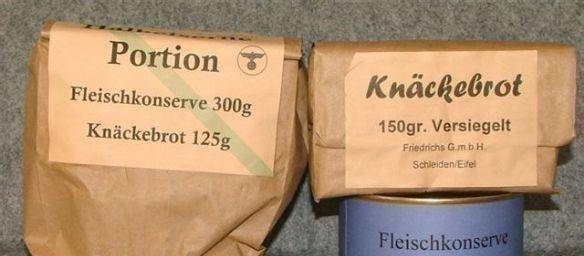 Portion
Fleischkonserve 300g
Knäckebrot 125g
Knäckebrot
150gr. Versiegelt
Friedrichs G.m.b.H.
Schleiden/Eifel
Fleischkonserve